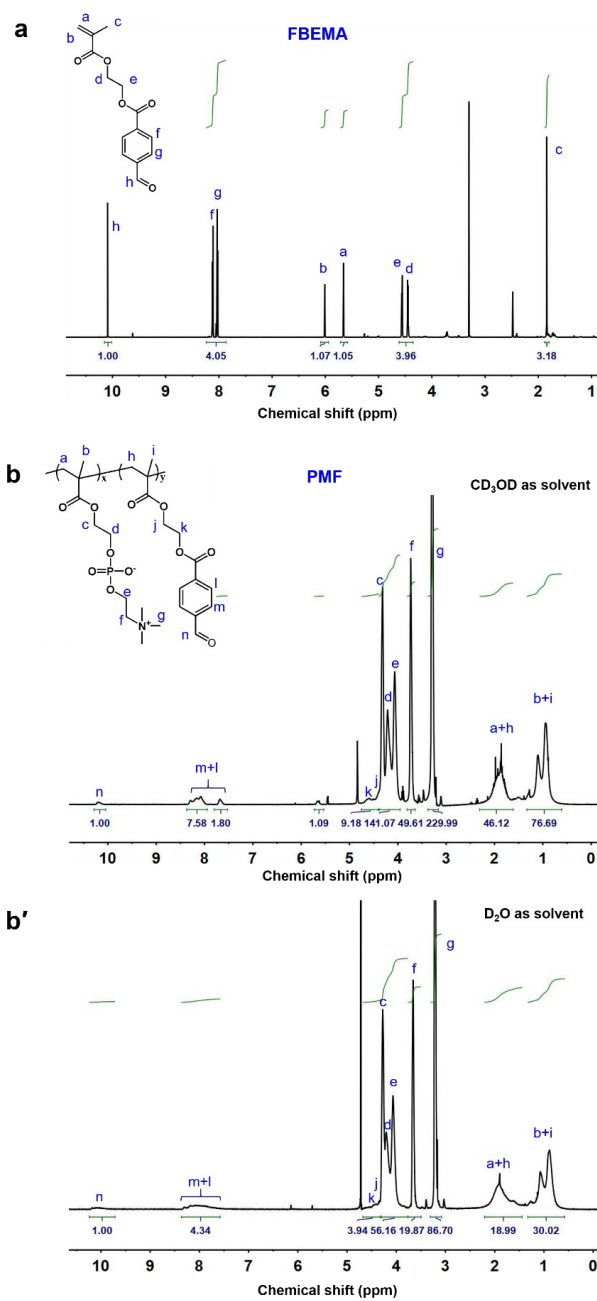 a
FBEMA
a
b
c
O
O
d
e
O
O
f
g
h
O
h
f
g
b
a
e
d
c
1.00
4.05
1.07
1.05
3.96
3.18
10
9
8
7
6
5
4
3
2
1
Chemical shift (ppm)
b
PMF
CD3OD as solvent
a
b
h
i
x
y
O
O
O
O
c
d
j
k
O
O
O=P-O-
O
e
l
f
g
m
N+
n
O
n
m+l
k
j
c
d
e
f
g
a+h
b+i
1.00
7.58
1.80
1.09
9.18
141.07
49.61
229.99
46.12
76.69
10
9
8
7
6
5
4
3
2
1
0
Chemical shift (ppm)
b′
D2O as solvent
n
m+l
k
j
c
d
e
f
g
a+h
b+i
1.00
4.34
3.94
56.16
19.87
86.70
18.99
30.02
10
9
8
7
6
5
4
3
2
1
0
Chemical shift (ppm)